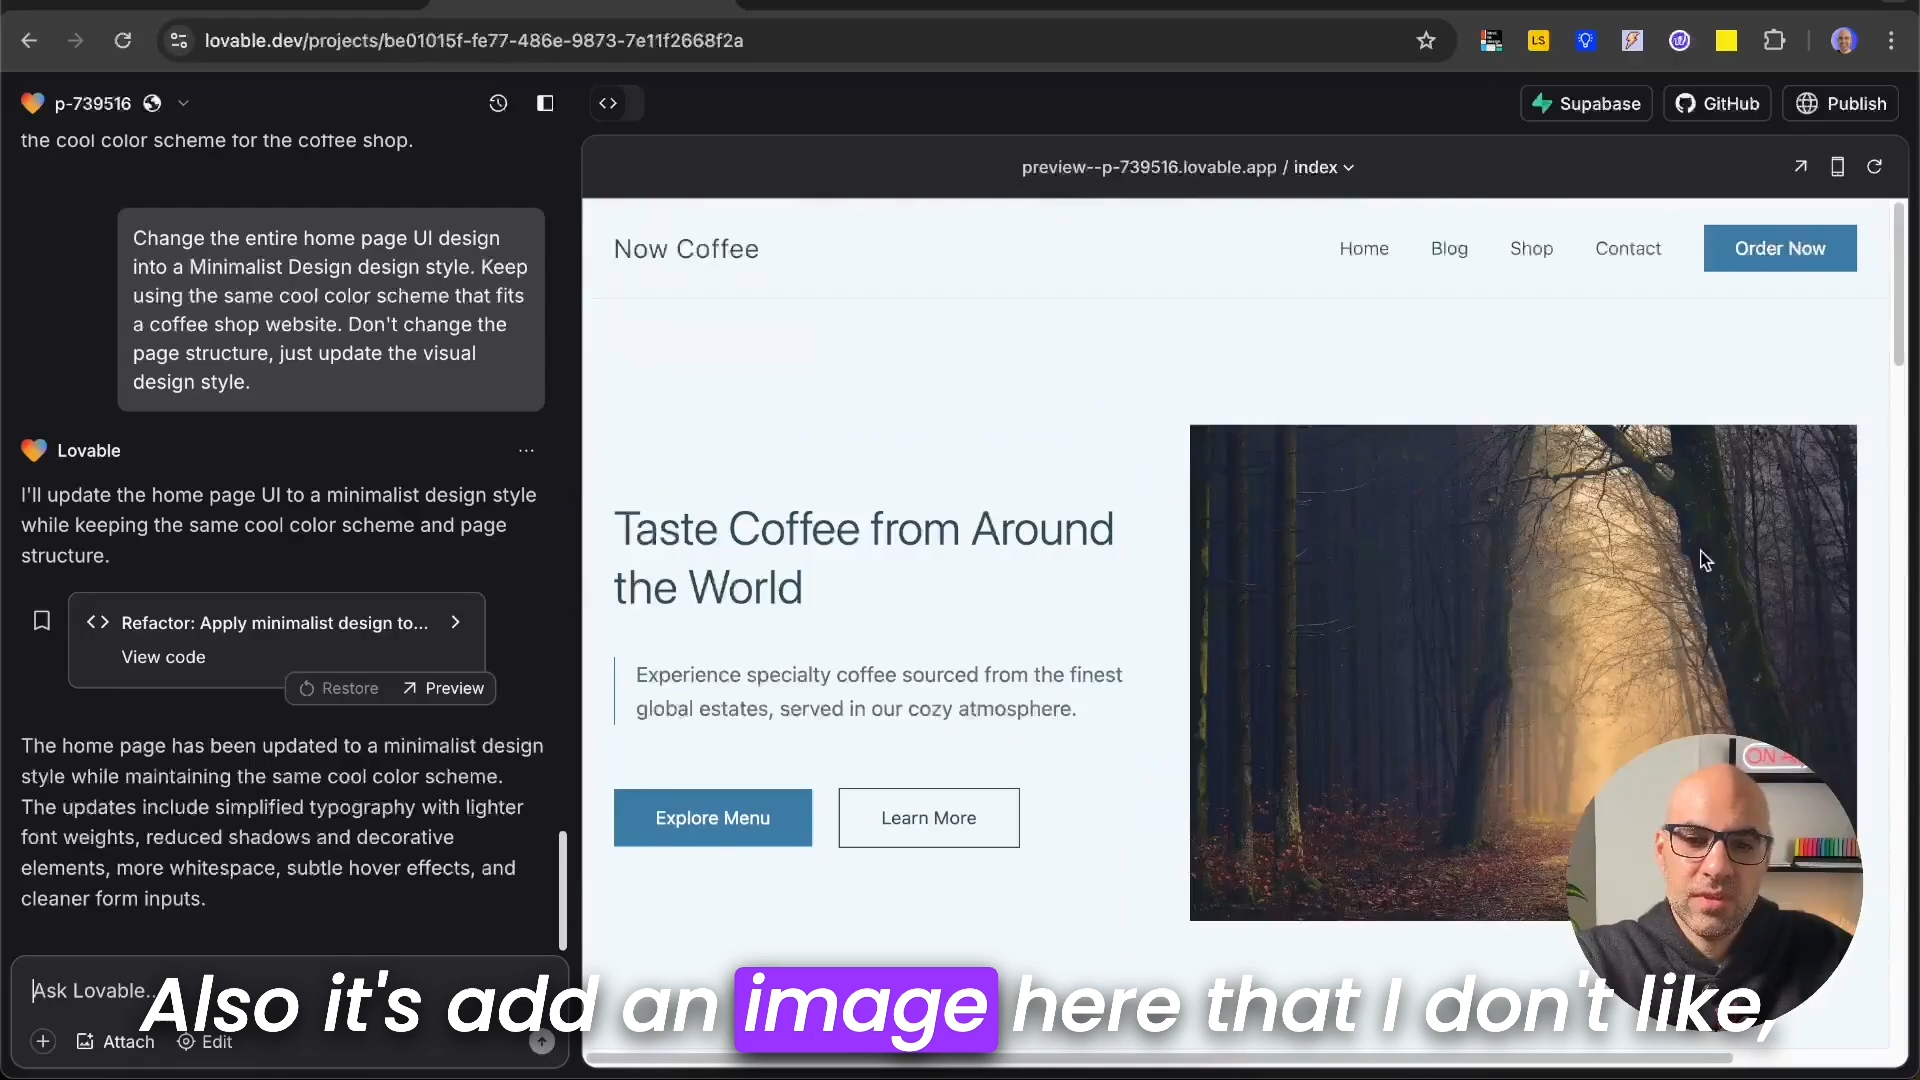 lovable.dev/projects/be01015f-fe77-486e-9873-7e11f2668f2a
LS
p-739516
Supabase
GitHub
Publish
the cool color scheme for the coffee shop.
Change the entire home page UI design
into a Minimalist Design design style. Keep
using the same cool color scheme that fits
a coffee shop website. Don't change the
page structure, just update the visual
design style.
Lovable
I'll update the home page UI to a minimalist design style
while keeping the same cool color scheme and page
structure.
Refactor: Apply minimalist design to...
View code
Restore
Preview
The home page has been updated to a minimalist design
style while maintaining the same cool color scheme.
The updates include simplified typography with lighter
font weights, reduced shadows and decorative
elements, more whitespace, subtle hover effects, and
cleaner form inputs.
Ask Lovable...
Attach
Edit
preview--p-739516.lovable.app / index
Now Coffee
Home
Blog
Shop
Contact
Order Now
Taste Coffee from Around
the World
Experience specialty coffee sourced from the finest
global estates, served in our cozy atmosphere.
Explore Menu
Learn More
ON
Also it's add an image here that I don't like,